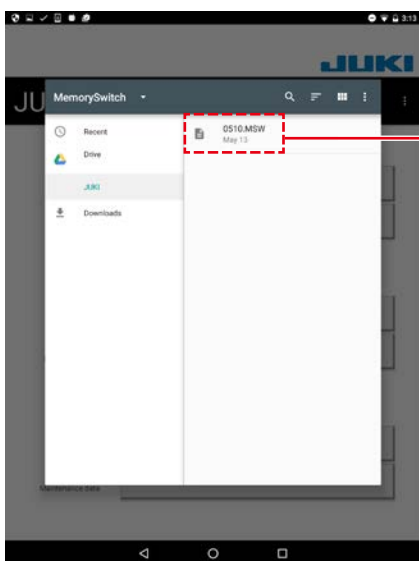 3:13
JUKI
JU
MemorySwitch
Recent
Drive
JUKI
Downloads
0510.MSW
May 13
Maintenance data